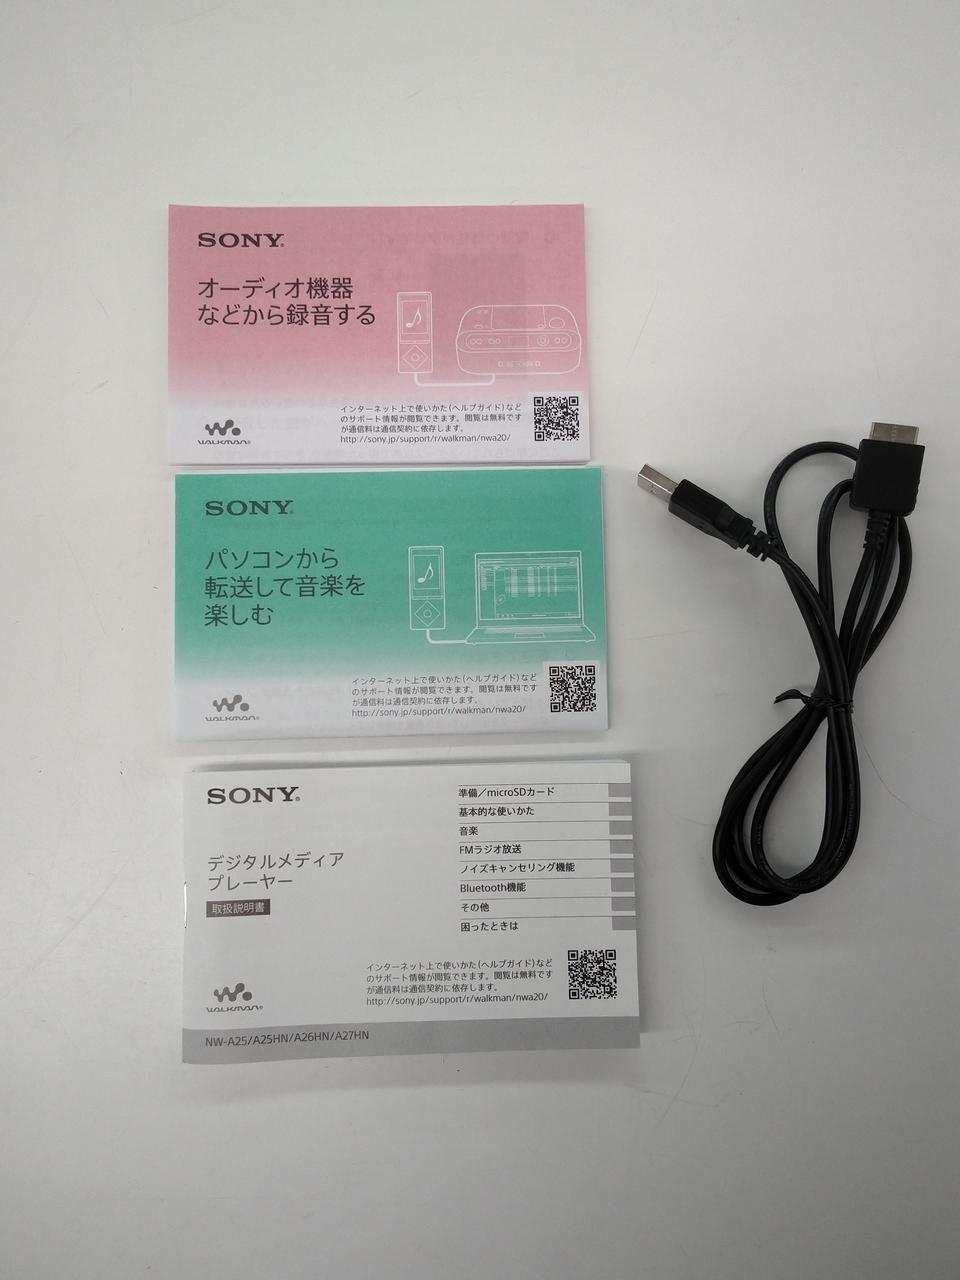 SONY®
オーディオ機器
などから録音する
インターネット上で使いかた(ヘルプガイド)など
のサポート情報が閲覧できます。閲覧は無料です
が通信料は通信契約に依存します。
http://sony.jp/support/r/walkman/nwa20/
WALKMAN®
SONY®
パソコンから
転送して音楽を
楽しむ
インターネット上で使いかた(ヘルプガイド)など
のサポート情報が閲覧できます。閲覧は無料です
が通信料は通信契約に依存します。
http://sony.jp/support/r/walkman/nwa20/
WALKMAN®
SONY®
デジタルメディア
プレーヤー
取扱説明書
準備／microSDカード
基本的な使いかた
音楽
FMラジオ放送
ノイズキャンセリング機能
Bluetooth機能
その他
困ったときは
インターネット上で使いかた(ヘルプガイド)など
のサポート情報が閲覧できます。閲覧は無料です
が通信料は通信契約に依存します。
http://sony.jp/support/r/walkman/nwa20/
WALKMAN®
NW-A25/A25HN/A26HN/A27HN